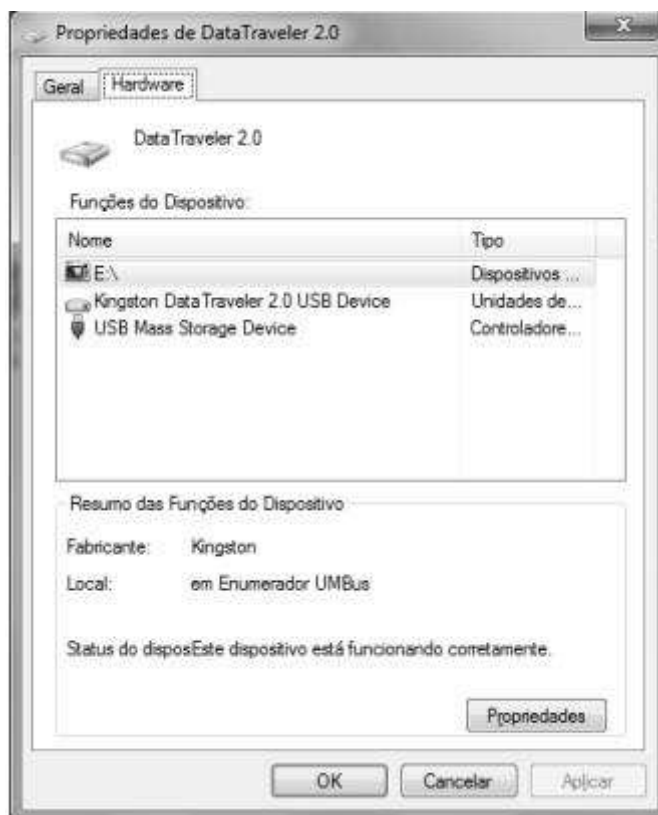 Propriedades de DataTraveler 2.0
Geral Hardware
DataTraveler 2.0
Funções do Dispositivo:
Nome Tipo
E:\ Dispositivos ...
Kingston DataTraveler 2.0 USB Device Unidades de...
USB Mass Storage Device Controladore...
Resumo das Funções do Dispositivo
Fabricante: Kingston
Local: em Enumerador UMBus
Status do disposEste dispositivo está funcionando corretamente.
Propriedades
OK Cancelar Aplicar